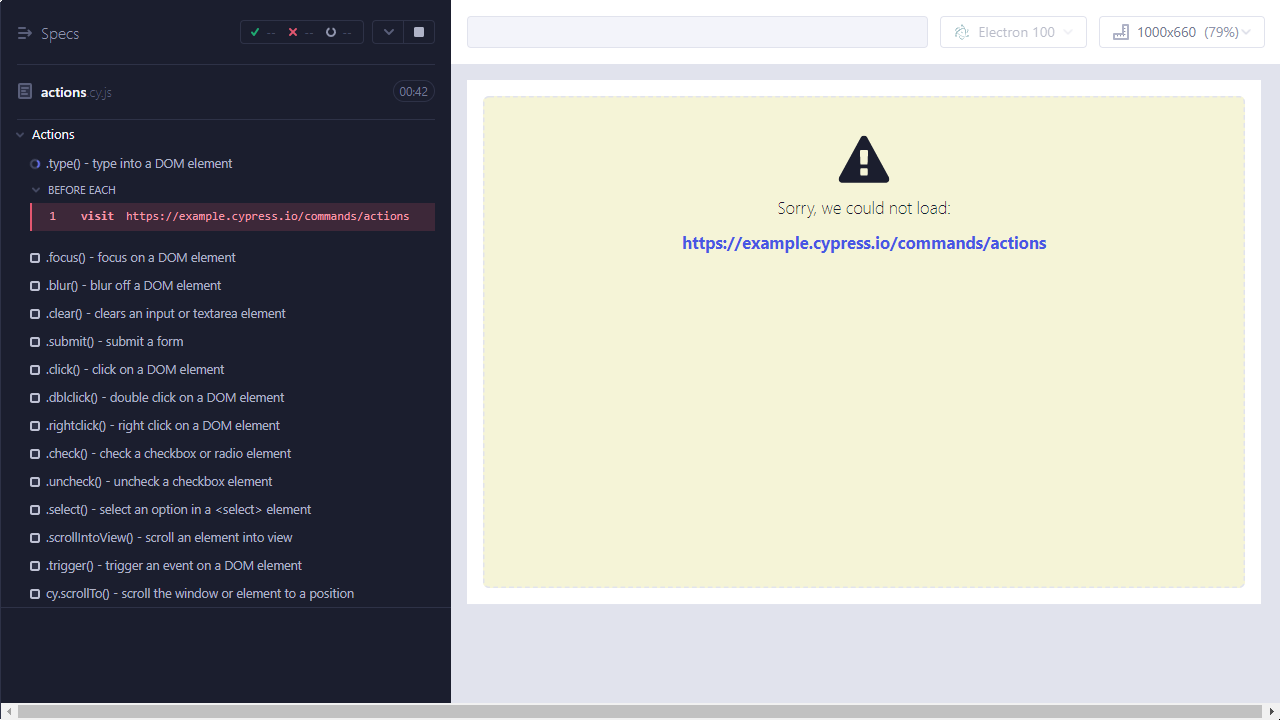 Specs
-- -- --
actions cy.js
00:42
Actions
.type() - type into a DOM element
BEFORE EACH
1 visit https://example.cypress.io/commands/actions
.focus() - focus on a DOM element
.blur() - blur off a DOM element
.clear() - clears an input or textarea element
.submit() - submit a form
.click() - click on a DOM element
.dblclick() - double click on a DOM element
.rightclick() - right click on a DOM element
.check() - check a checkbox or radio element
.uncheck() - uncheck a checkbox element
.select() - select an option in a <select> element
.scrollIntoView() - scroll an element into view
.trigger() - trigger an event on a DOM element
cy.scrollTo() - scroll the window or element to a position
Electron 100
1000x660 (79%)
Sorry, we could not load:
https://example.cypress.io/commands/actions